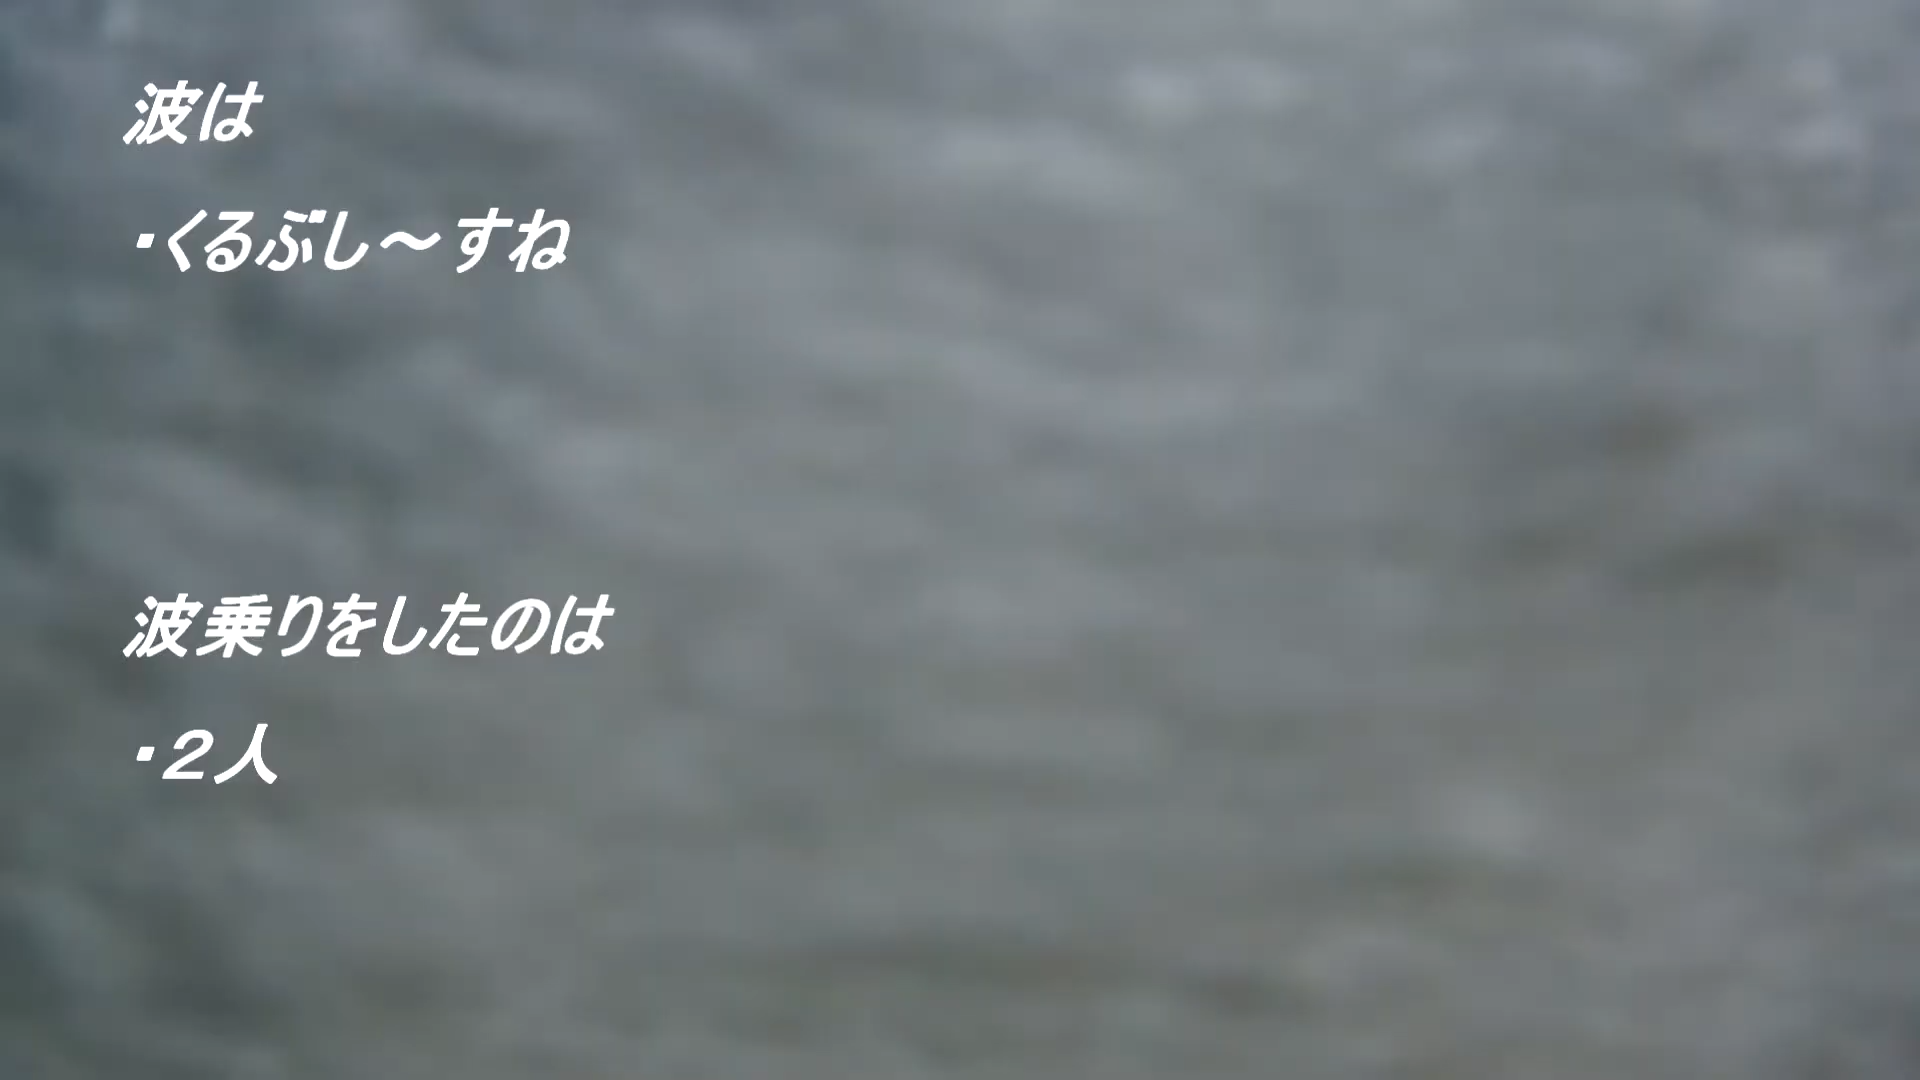 波は
・くるぶし～すね
波乗りをしたのは
・２人